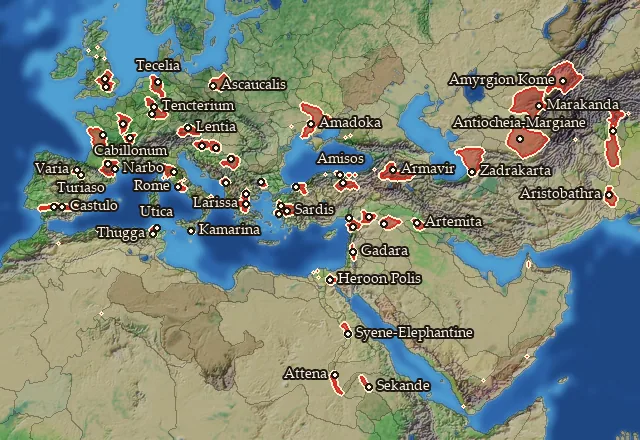 Tecelia
Ascaucalis
Amyrgion Kome
Tencterium
Marakanda
Lentia
Amadoka
Antiocheia-Margiane
Cabillonum
Amisos
Varia
Narbo
Armavir
Zadrakarta
Turiaso
Rome
Aristobathra
Castulo
Utica
Larissa
Sardis
Artemita
Thugga
Kamarina
Gadara
Heroon Polis
Syene-Elephantine
Attena
Sekande